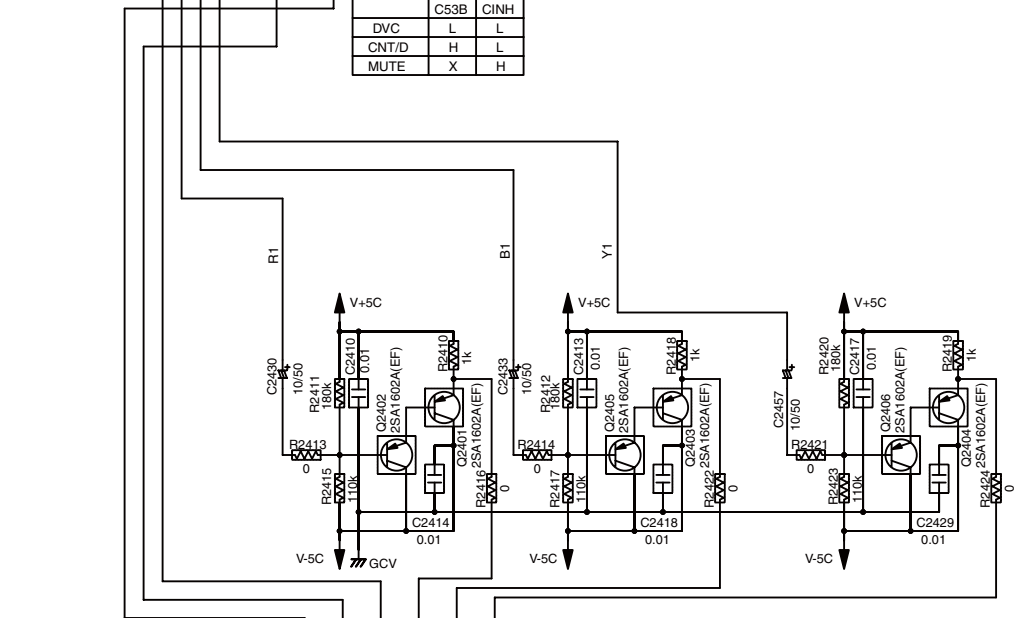 C53B CINH
DVC L L
CNT/D H L
MUTE X H
R1
B1
Y1
V+5C
V+5C
V+5C
C2430
10/50
R2411
180k
C2410
0.01
Q2402
2SA1602A(EF)
R2410
1k
Q2401
2SA1602A(EF)
R2413
0
R2415
110k
C2414
0.01
R2416
0
V-5C
GCV
C2433
10/50
R2412
180k
C2413
0.01
Q2405
2SA1602A(EF)
R2418
1k
Q2403
2SA1602A(EF)
R2414
0
R2417
110k
C2418
0.01
R2422
0
V-5C
C2457
10/50
R2420
180k
C2417
0.01
Q2406
2SA1602A(EF)
R2419
1k
Q2404
2SA1602A(EF)
R2421
0
R2423
110k
C2429
0.01
R2424
0
V-5C